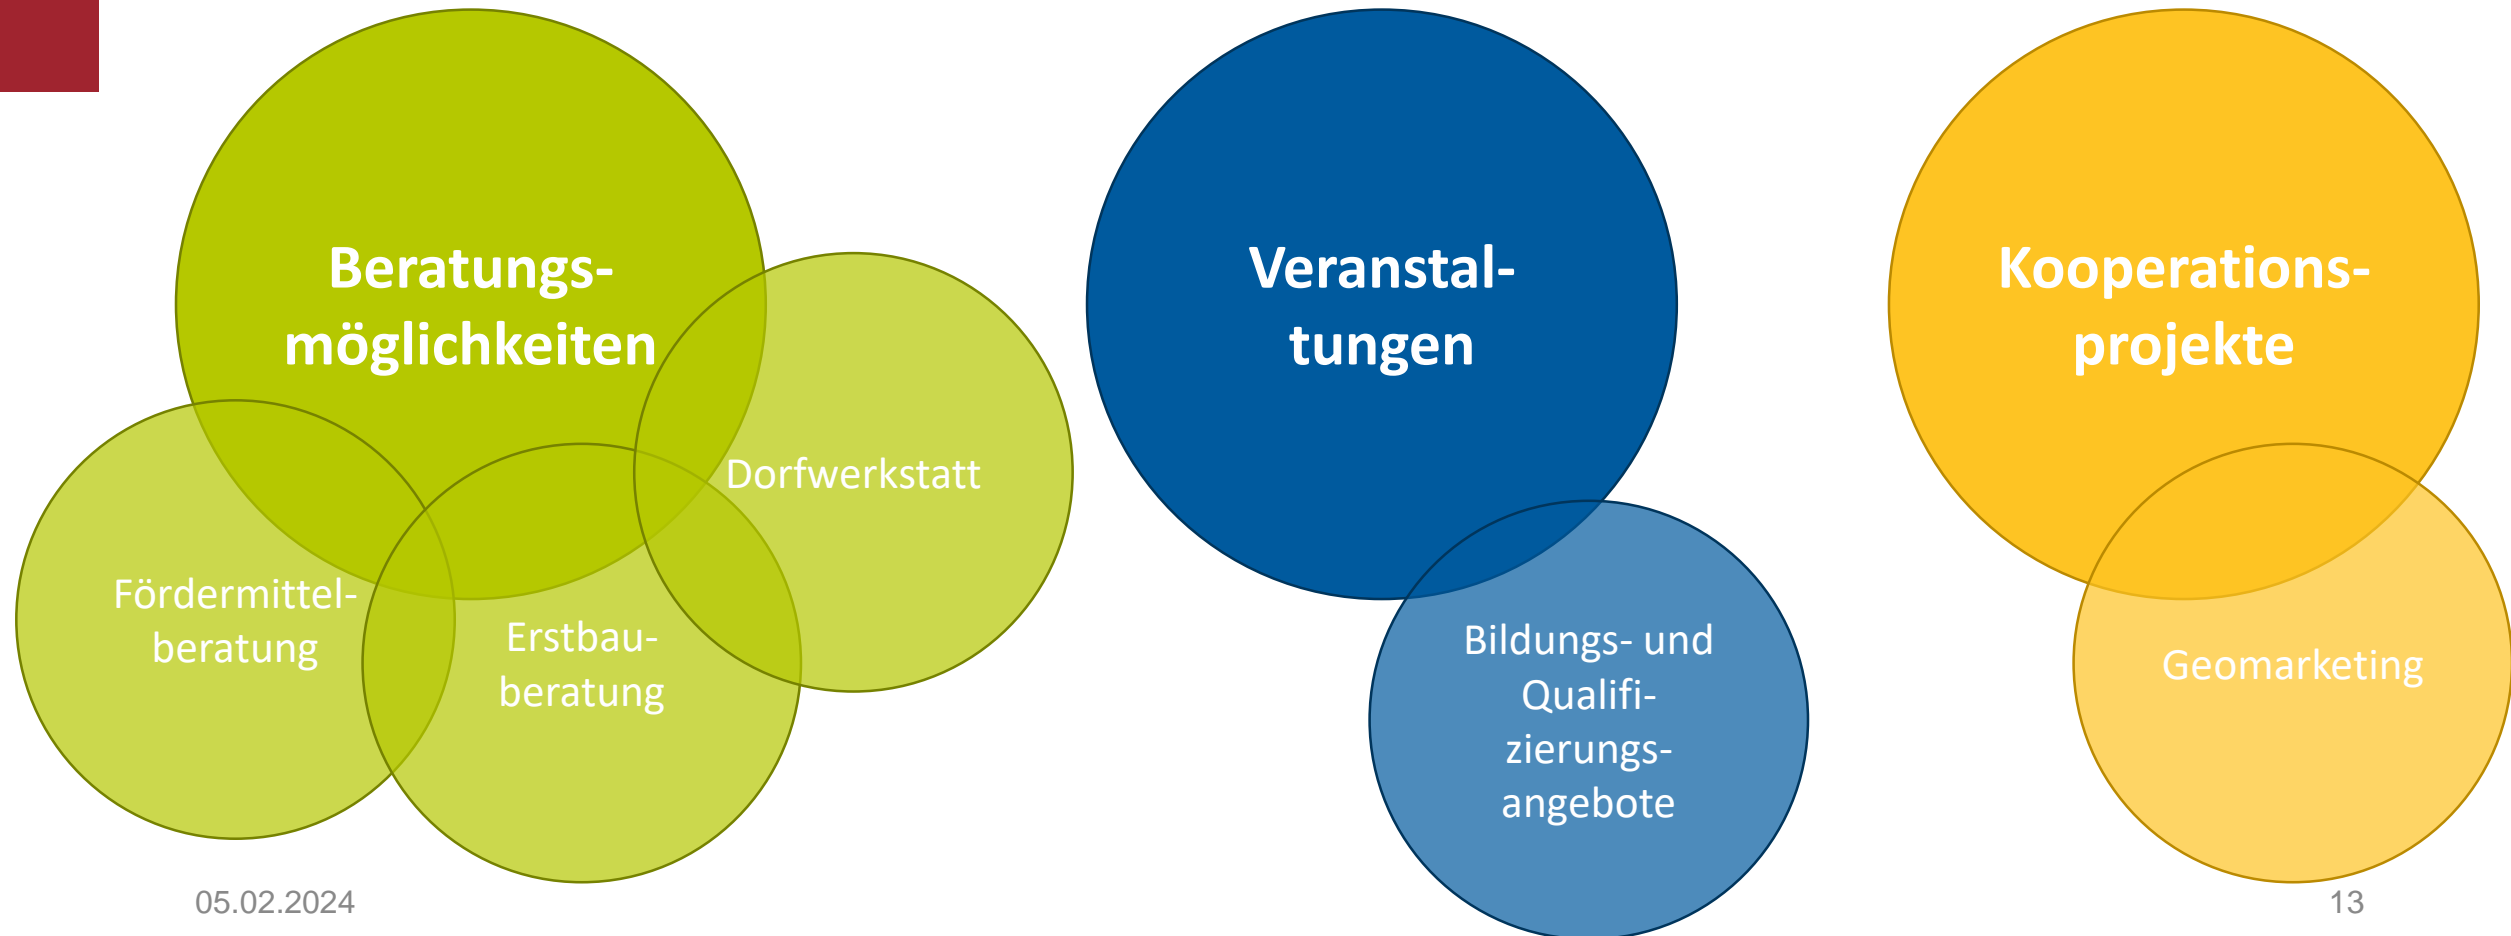 Beratungs-
möglichkeiten
Fördermittel-
beratung
Erstbau-
beratung
Dorfwerkstatt
Veranstal-
tungen
Bildungs- und
Qualifi-
zierungs-
angebote
Kooperations-
projekte
Geomarketing
05.02.2024
13